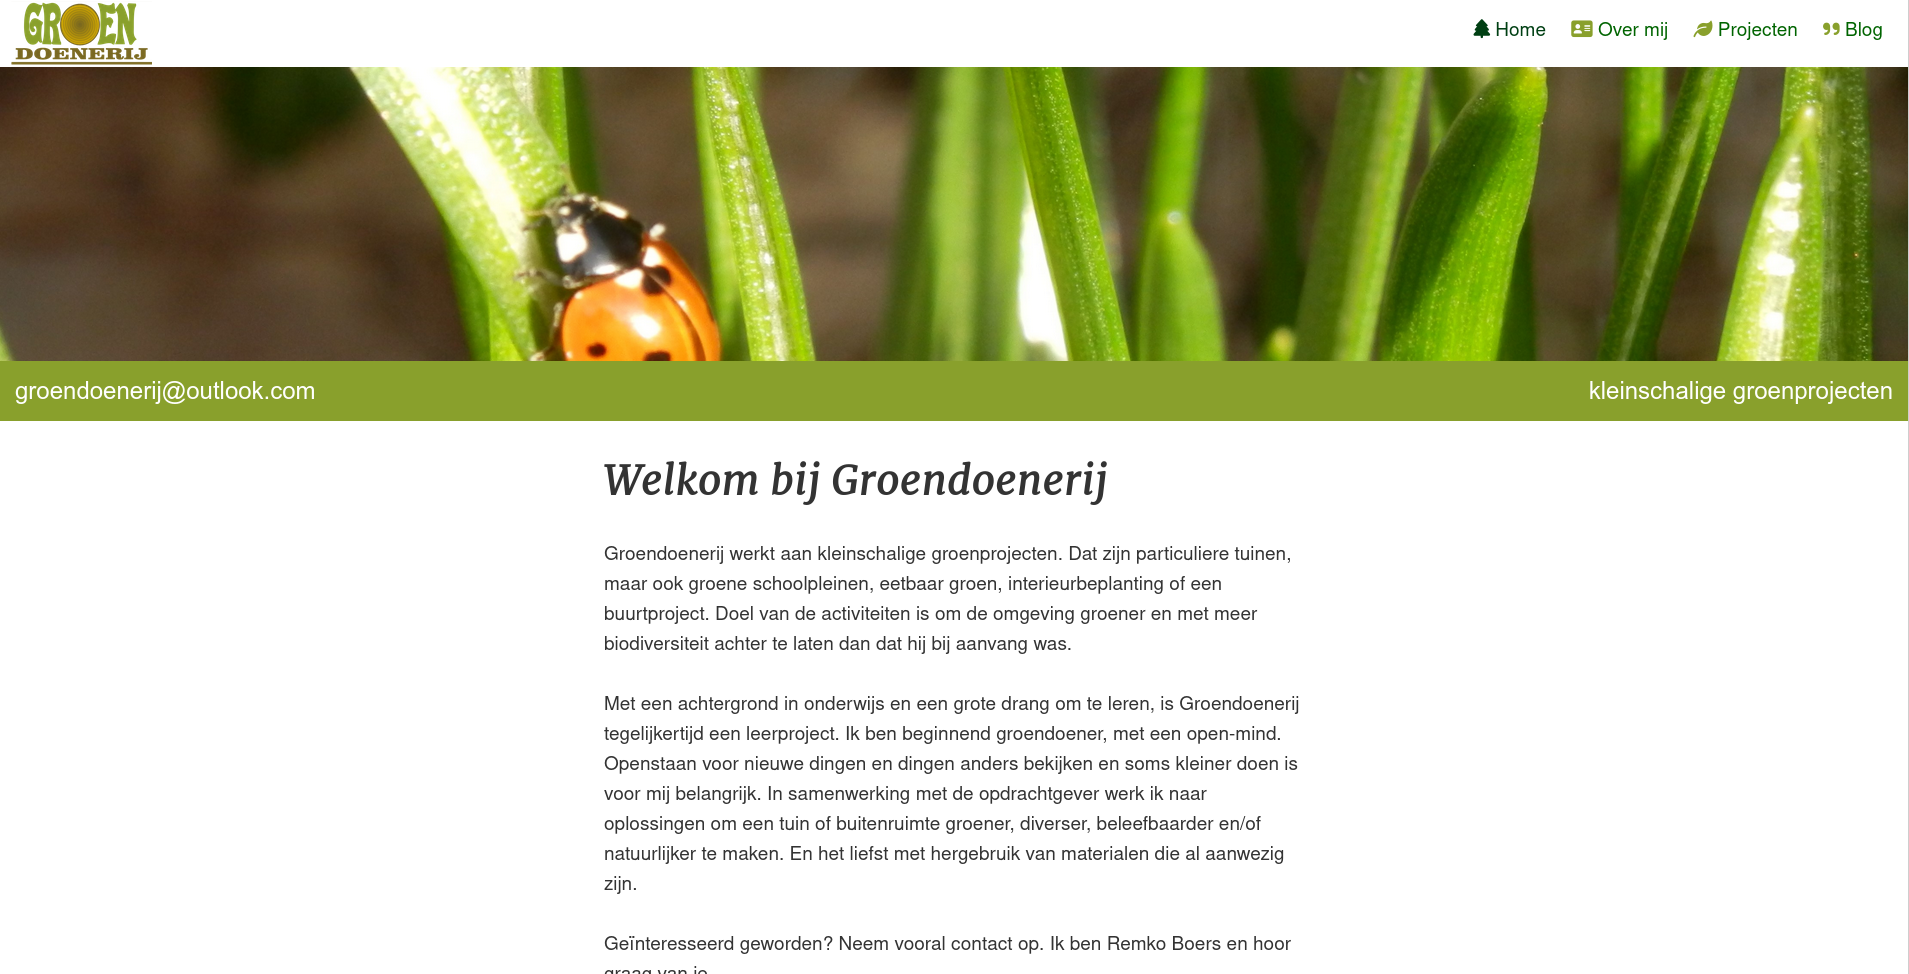 GROEN
DOENERIJ
Home
Over mij
Projecten
Blog
groendoenerij@outlook.com
kleinschalige groenprojecten
Welkom bij Groendoenerij
Groendoenerij werkt aan kleinschalige groenprojecten. Dat zijn particuliere tuinen,
maar ook groene schoolpleinen, eetbaar groen, interieurbeplanting of een
buurtproject. Doel van de activiteiten is om de omgeving groener en met meer
biodiversiteit achter te laten dan dat hij bij aanvang was.
Met een achtergrond in onderwijs en een grote drang om te leren, is Groendoenerij
tegelijkertijd een leerproject. Ik ben beginnend groendoener, met een open-mind.
Openstaan voor nieuwe dingen en dingen anders bekijken en soms kleiner doen is
voor mij belangrijk. In samenwerking met de opdrachtgever werk ik naar
oplossingen om een tuin of buitenruimte groener, diverser, beleefbaarder en/of
natuurlijker te maken. En het liefst met hergebruik van materialen die al aanwezig
zijn.
Geïnteresseerd geworden? Neem vooral contact op. Ik ben Remko Boers en hoor
graag van je